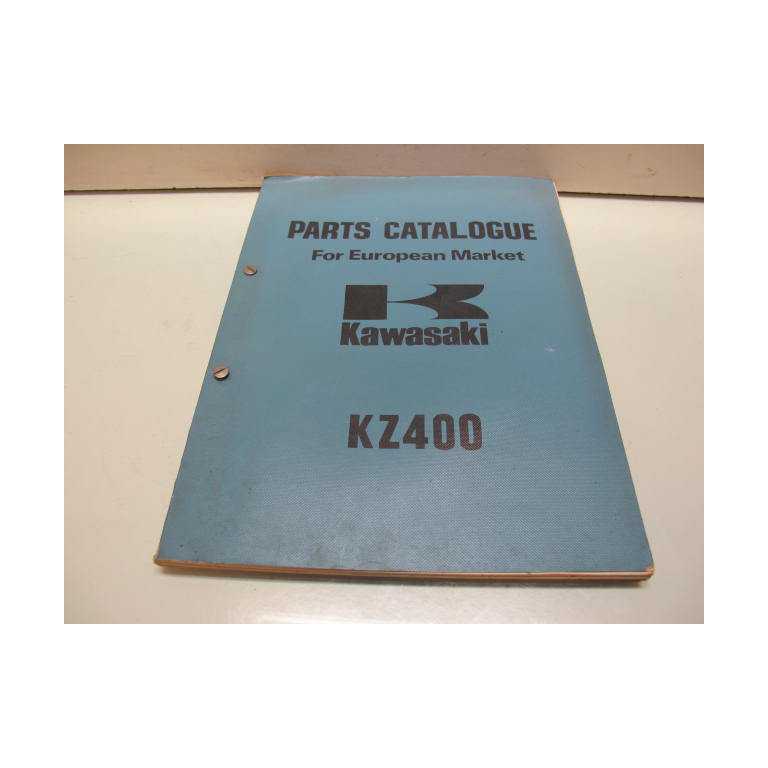 PARTS CATALOGUE
For European Market
Kawasaki
KZ400